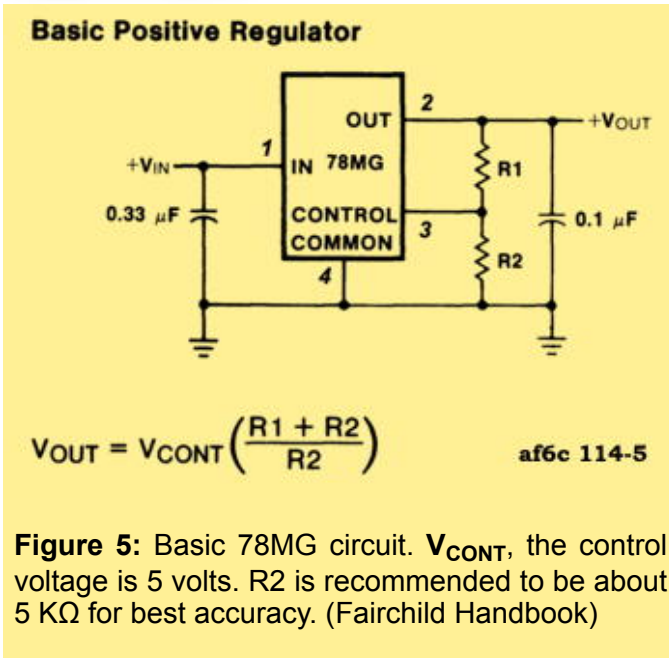 Basic Positive Regulator
2
OUT
+VOUT
1
+VIN
IN 78MG
R1
0.33 μF
CONTROL
3
0.1 μF
COMMON
R2
4
VOUT = VCONT(R1 + R2 / R2)
af6c 114-5
Figure 5: Basic 78MG circuit. VCONT, the control
voltage is 5 volts. R2 is recommended to be about
5 KΩ for best accuracy. (Fairchild Handbook)